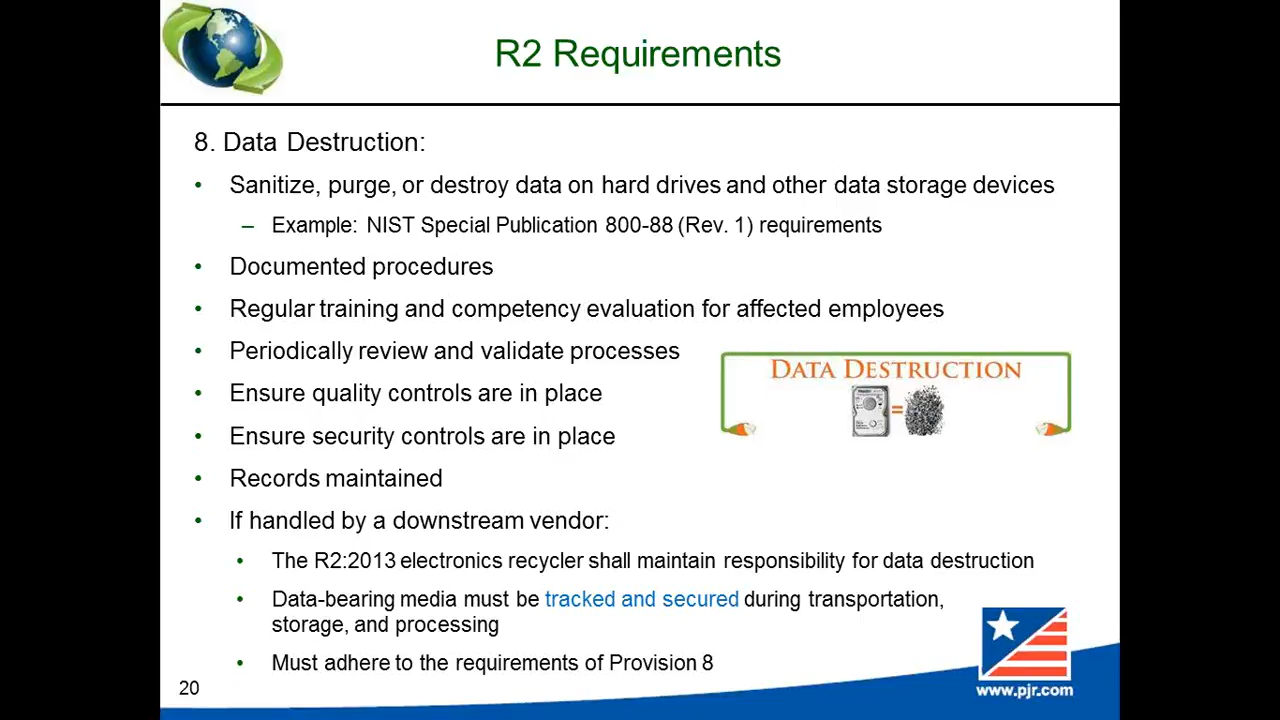 R2 Requirements
8. Data Destruction:
• Sanitize, purge, or destroy data on hard drives and other data storage devices
– Example: NIST Special Publication 800-88 (Rev. 1) requirements
• Documented procedures
• Regular training and competency evaluation for affected employees
• Periodically review and validate processes
• Ensure quality controls are in place
• Ensure security controls are in place
• Records maintained
• If handled by a downstream vendor:
• The R2:2013 electronics recycler shall maintain responsibility for data destruction
• Data-bearing media must be tracked and secured during transportation,
storage, and processing
• Must adhere to the requirements of Provision 8
DATA DESTRUCTION
=
20
www.pjr.com